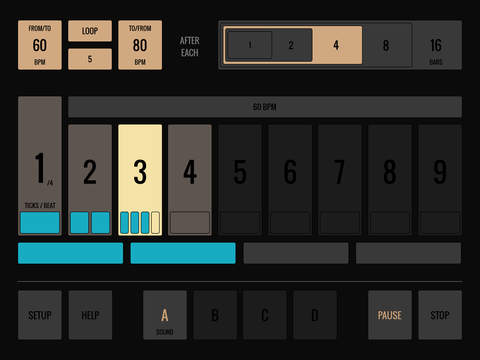 FROM/TO
60
BPM
LOOP
5
TO/FROM
80
BPM
AFTER
EACH
1
2
4
8
16
BARS
60 BPM
1/4
TICKS / BEAT
2
3
4
5
6
7
8
9
SETUP
HELP
A
SOUND
B
C
D
PAUSE
STOP